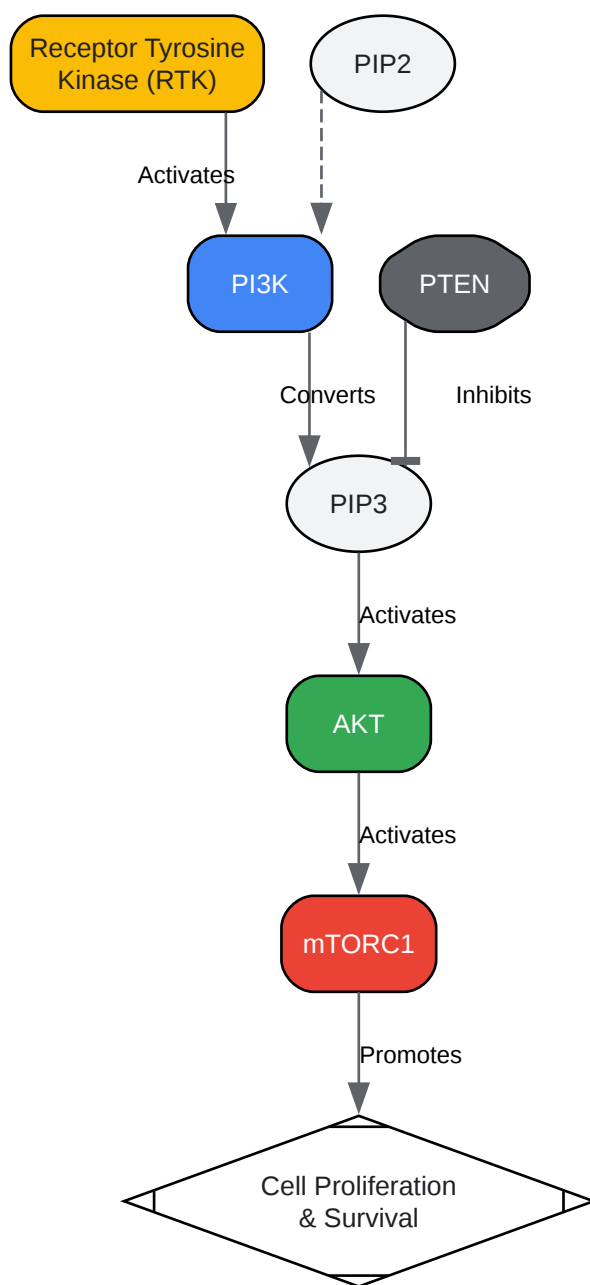 Receptor Tyrosine
Kinase (RTK)
PIP2
Activates
PI3K
PTEN
Converts
Inhibits
PIP3
Activates
AKT
Activates
mTORC1
Promotes
Cell Proliferation
& Survival